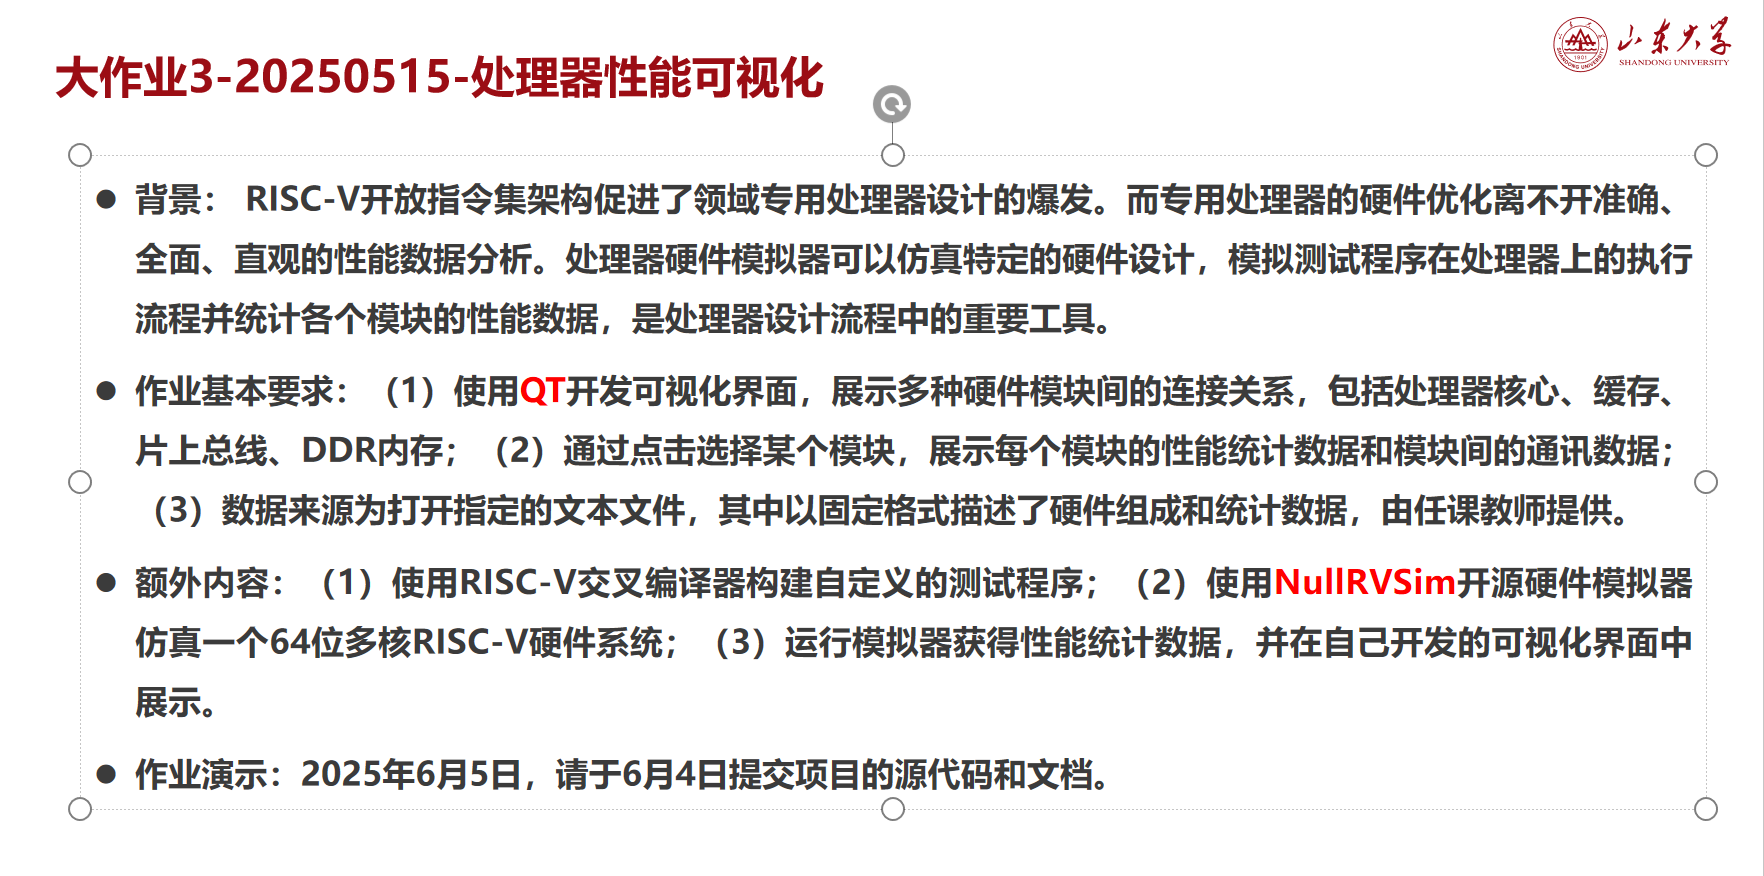 大作业3-20250515-处理器性能可视化
山东大学
SHANDONG UNIVERSITY
● 背景： RISC-V开放指令集架构促进了领域专用处理器设计的爆发。而专用处理器的硬件优化离不开准确、
全面、直观的性能数据分析。处理器硬件模拟器可以仿真特定的硬件设计，模拟测试程序在处理器上的执行
流程并统计各个模块的性能数据，是处理器设计流程中的重要工具。
● 作业基本要求：（1）使用QT开发可视化界面，展示多种硬件模块间的连接关系，包括处理器核心、缓存、
片上总线、DDR内存；（2）通过点击选择某个模块，展示每个模块的性能统计数据和模块间的通讯数据；
（3）数据来源为打开指定的文本文件，其中以固定格式描述了硬件组成和统计数据，由任课教师提供。
● 额外内容：（1）使用RISC-V交叉编译器构建自定义的测试程序；（2）使用NullRVSim开源硬件模拟器
仿真一个64位多核RISC-V硬件系统；（3）运行模拟器获得性能统计数据，并在自己开发的可视化界面中
展示。
● 作业演示：2025年6月5日，请于6月4日提交项目的源代码和文档。